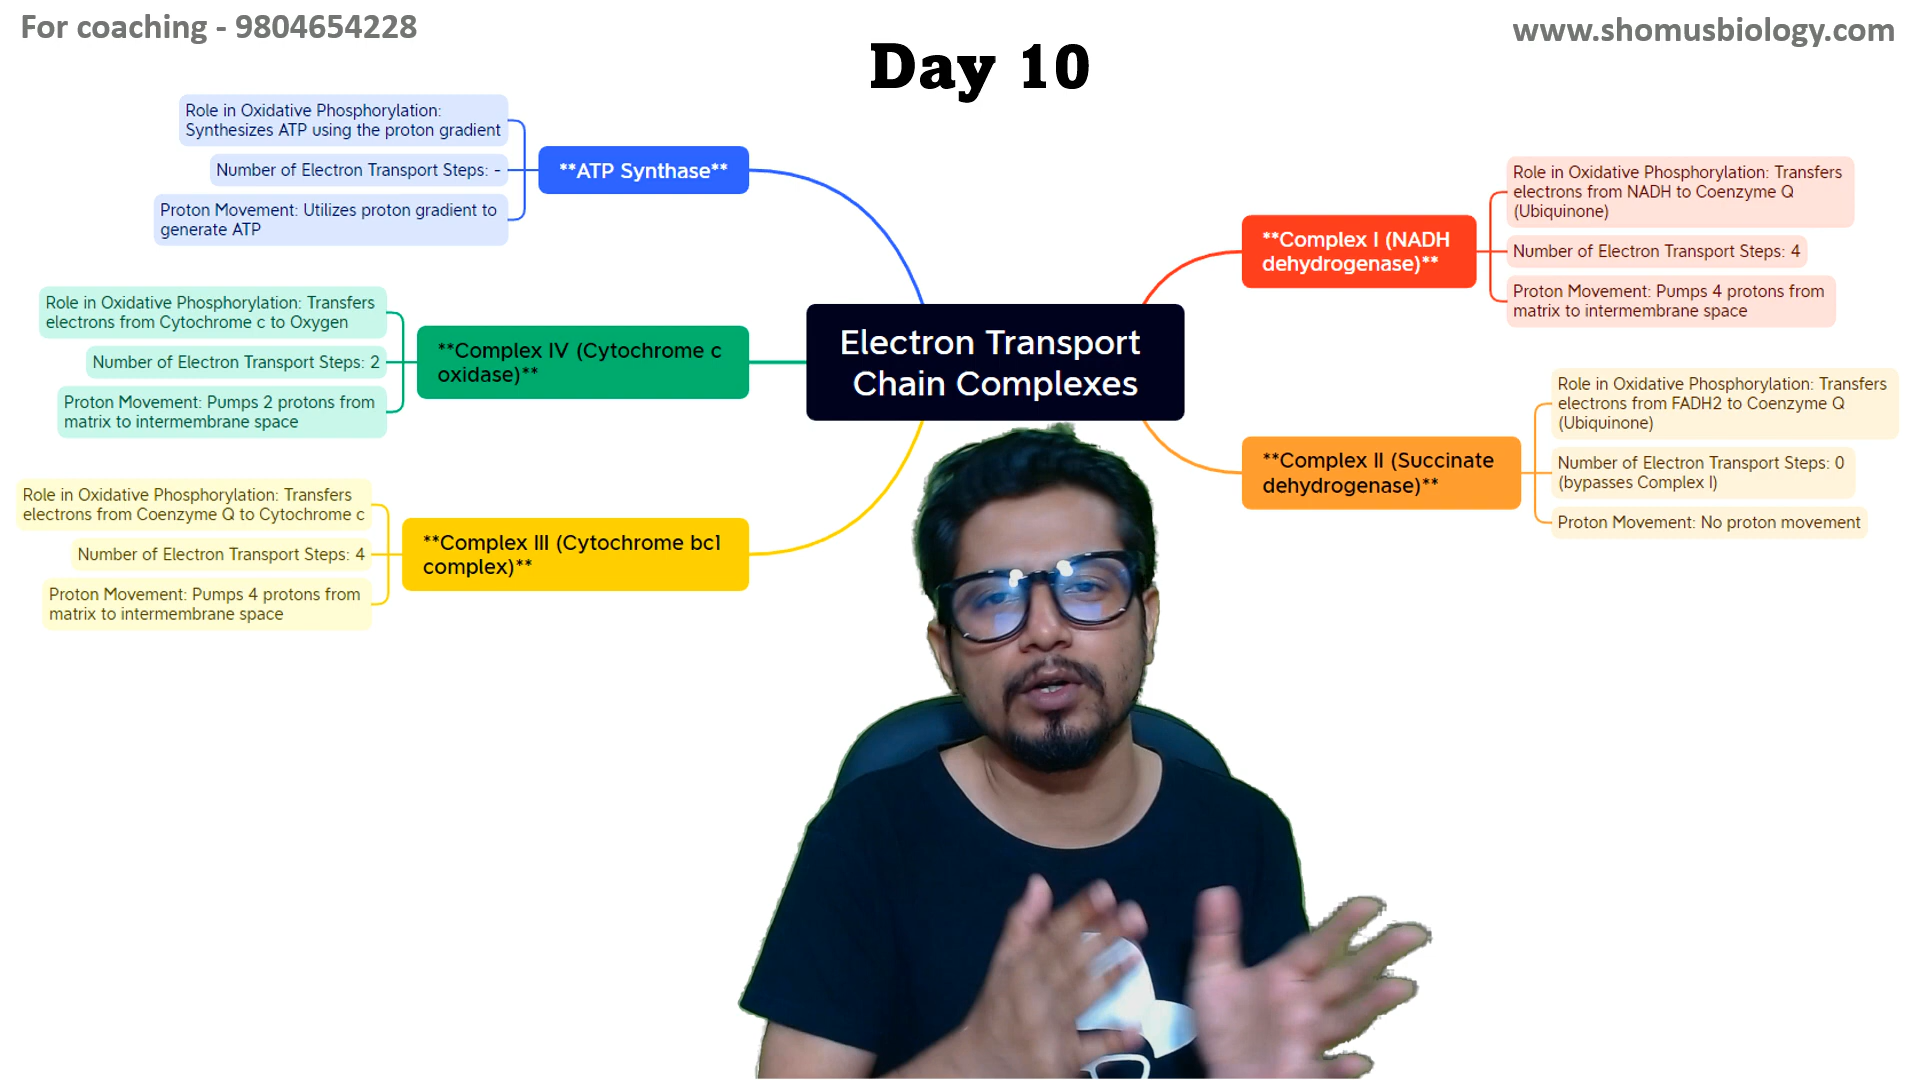 For coaching - 9804654228
www.shomusbiology.com
Day 10
Role in Oxidative Phosphorylation:
Synthesizes ATP using the proton gradient
Number of Electron Transport Steps: -
Proton Movement: Utilizes proton gradient to
generate ATP
**ATP Synthase**
Role in Oxidative Phosphorylation: Transfers
electrons from Cytochrome c to Oxygen
Number of Electron Transport Steps: 2
Proton Movement: Pumps 2 protons from
matrix to intermembrane space
**Complex IV (Cytochrome c
oxidase)**
Role in Oxidative Phosphorylation: Transfers
electrons from Coenzyme Q to Cytochrome c
Number of Electron Transport Steps: 4
Proton Movement: Pumps 4 protons from
matrix to intermembrane space
**Complex III (Cytochrome bc1
complex)**
Electron Transport
Chain Complexes
**Complex I (NADH
dehydrogenase)**
Role in Oxidative Phosphorylation: Transfers
electrons from NADH to Coenzyme Q
(Ubiquinone)
Number of Electron Transport Steps: 4
Proton Movement: Pumps 4 protons from
matrix to intermembrane space
**Complex II (Succinate
dehydrogenase)**
Role in Oxidative Phosphorylation: Transfers
electrons from FADH2 to Coenzyme Q
(Ubiquinone)
Number of Electron Transport Steps: 0
(bypasses Complex I)
Proton Movement: No proton movement